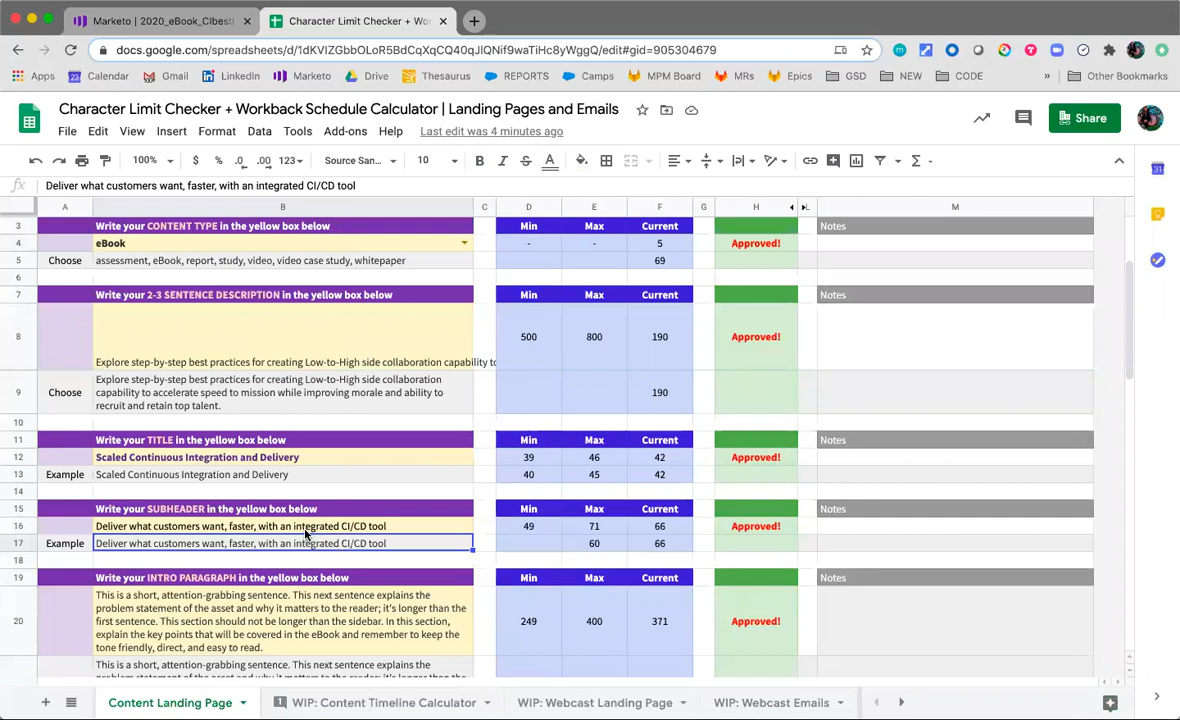 Marketo | 2020_eBook_CIbest
Character Limit Checker + Wo
docs.google.com/spreadsheets/d/1dKVIZGbbOLoR5BdCqXqCQ40qJlQNif9waTiHc8yWggQ/edit#gid=905304679
Apps Calendar Gmail LinkedIn Marketo Drive Thesaurus REPORTS Camps MPM Board MRs Epics GSD NEW CODE » Other Bookmarks
Character Limit Checker + Workback Schedule Calculator | Landing Pages and Emails
Share
File Edit View Insert Format Data Tools Add-ons Help Last edit was 4 minutes ago
100% $ % .0 .00 123 Source San... 10 B I S A
fx Deliver what customers want, faster, with an integrated CI/CD tool
A B C D E F G H M
3 Write your CONTENT TYPE in the yellow box below Min Max Current Notes
4 eBook - - 5 Approved!
5 Choose assessment, eBook, report, study, video, video case study, whitepaper 69
6
7 Write your 2-3 SENTENCE DESCRIPTION in the yellow box below Min Max Current Notes
8 Explore step-by-step best practices for creating Low-to-High side collaboration capability to 500 800 190 Approved!
9 Choose Explore step-by-step best practices for creating Low-to-High side collaboration
capability to accelerate speed to mission while improving morale and ability to
recruit and retain top talent. 190
10
11 Write your TITLE in the yellow box below Min Max Current Notes
12 Scaled Continuous Integration and Delivery 39 46 42 Approved!
13 Example Scaled Continuous Integration and Delivery 40 45 42
14
15 Write your SUBHEADER in the yellow box below Min Max Current Notes
16 Deliver what customers want, faster, with an integrated CI/CD tool 49 71 66 Approved!
17 Example Deliver what customers want, faster, with an integrated CI/CD tool 60 66
18
19 Write your INTRO PARAGRAPH in the yellow box below Min Max Current Notes
20 This is a short, attention-grabbing sentence. This next sentence explains the
problem statement of the asset and why it matters to the reader; it's longer than the
first sentence. This section should not be longer than the sidebar. In this section,
explain the key points that will be covered in the eBook and remember to keep the
tone friendly, direct, and easy to read. 249 400 371 Approved!
This is a short, attention-grabbing sentence. This next sentence explains the
Content Landing Page 1 WIP: Content Timeline Calculator WIP: Webcast Landing Page WIP: Webcast Emails